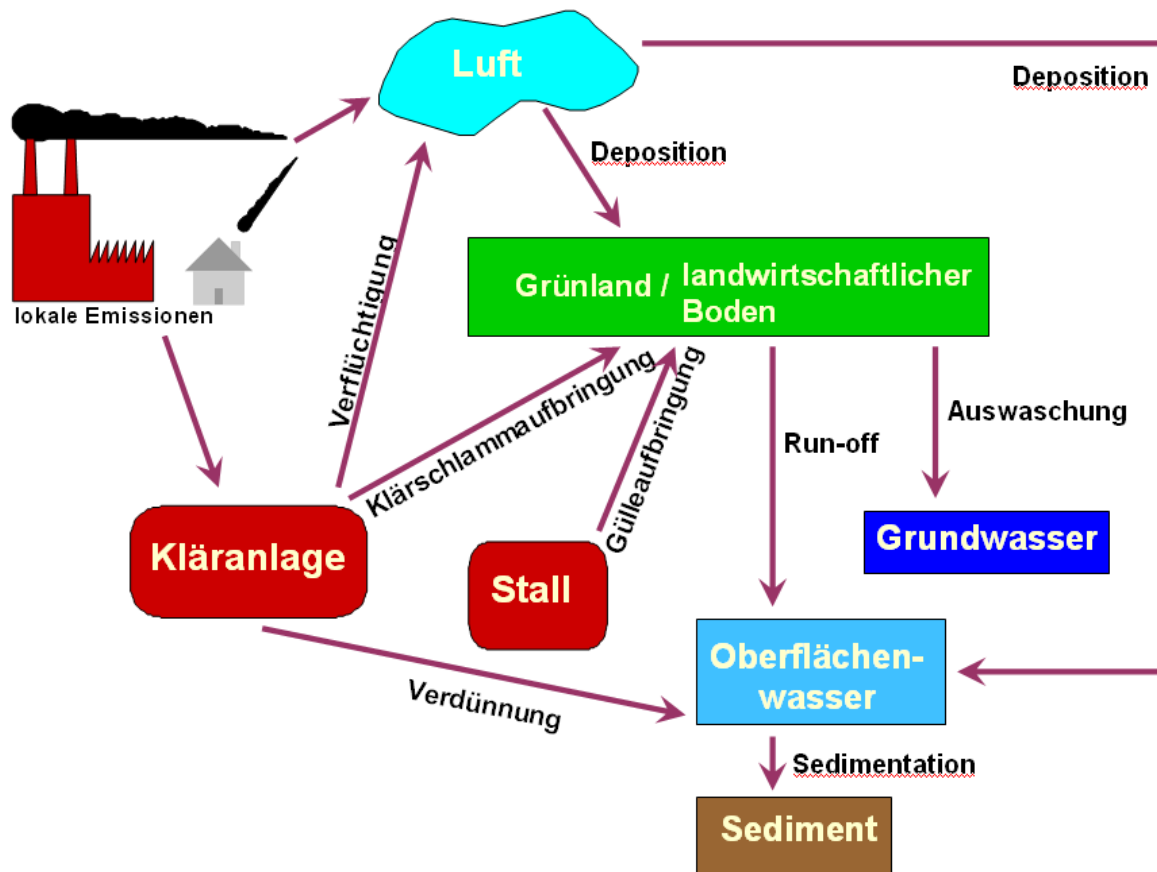 Luft
Deposition
Deposition
Grünland / landwirtschaftlicher
Boden
lokale Emissionen
Verflüchtigung
Klärschlammaufbringung
Gülleaufbringung
Run-off
Auswaschung
Kläranlage
Stall
Grundwasser
Oberflächen-
wasser
Verdünnung
Sedimentation
Sediment